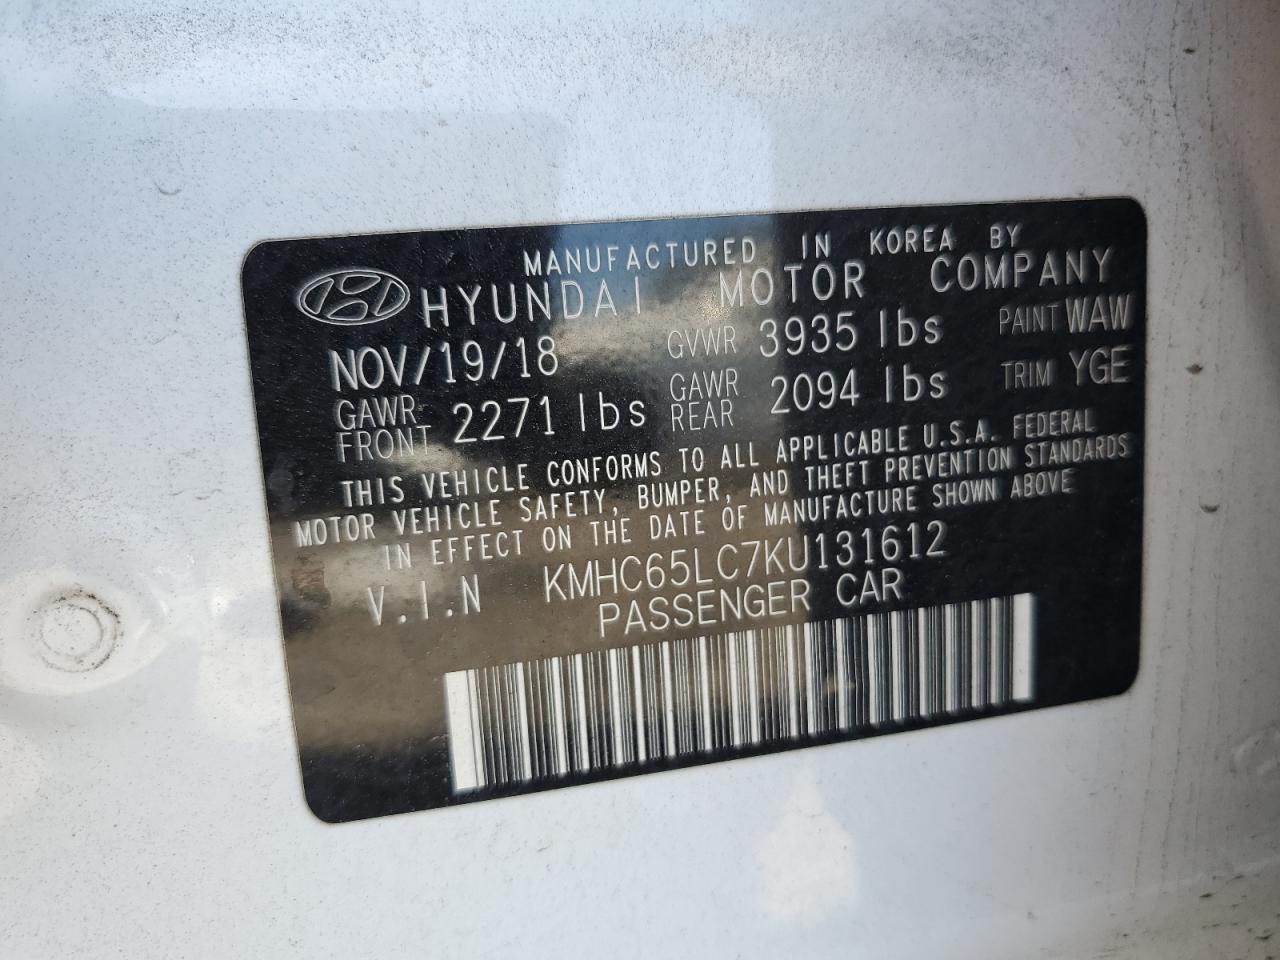 MANUFACTURED IN KOREA BY
HYUNDAI MOTOR COMPANY
NOV/19/18 GVWR 3935 lbs PAINT WAW
GAWR FRONT 2271 lbs GAWR REAR 2094 lbs TRIM YGE
THIS VEHICLE CONFORMS TO ALL APPLICABLE U.S.A. FEDERAL
MOTOR VEHICLE SAFETY, BUMPER, AND THEFT PREVENTION STANDARDS
IN EFFECT ON THE DATE OF MANUFACTURE SHOWN ABOVE
V.I.N KMHC65LC7KU131612
PASSENGER CAR